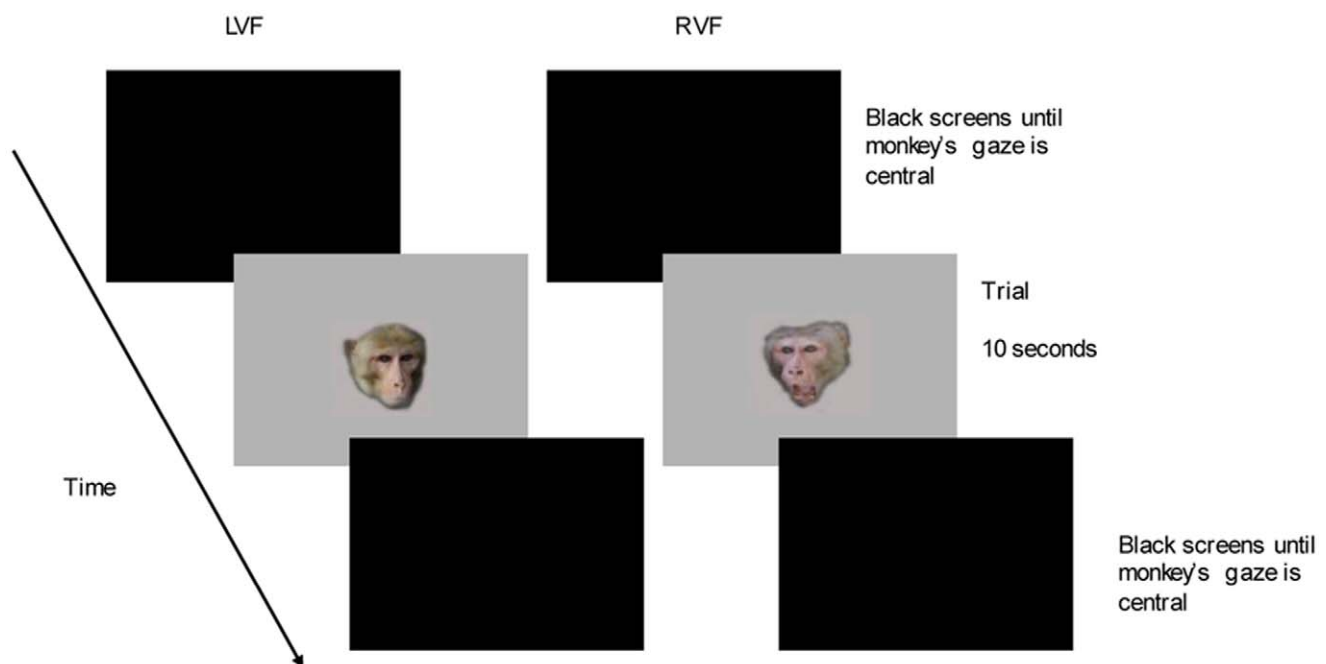 LVF
RVF
Black screens until
monkey's gaze is
central
Trial
10 seconds
Time
Black screens until
monkey's gaze is
central